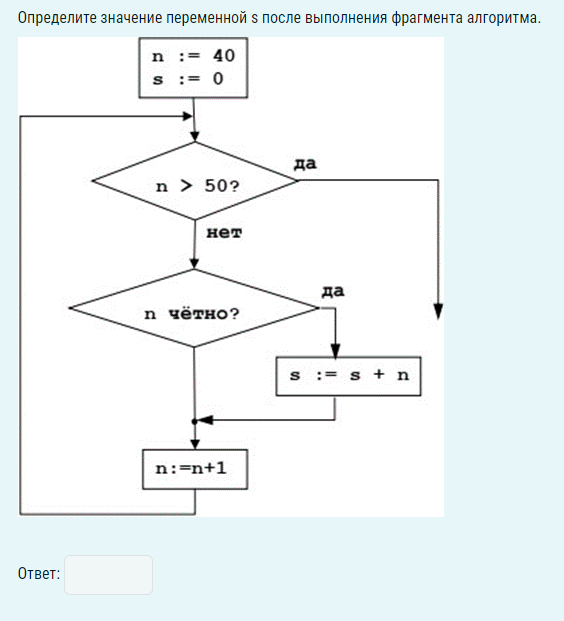 Определите значение переменной s после выполнения фрагмента алгоритма.
n := 40
s := 0
да
n > 50?
нет
да
n чётно?
s := s + n
n:=n+1
Ответ: